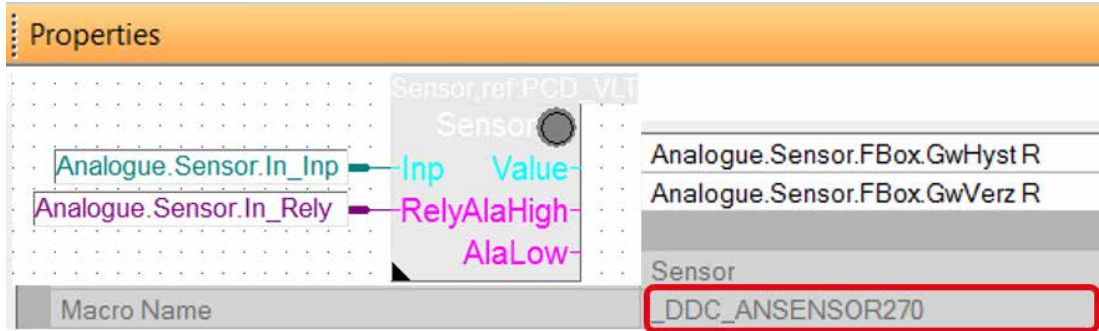 Properties
Sensor,ref:PCD_VLT
Sensor
Analogue.Sensor.In_Inp Inp Value
Analogue.Sensor.In_Rely RelyAlaHigh
AlaLow
Analogue.Sensor.FBox.GwHyst R
Analogue.Sensor.FBox.GwVerz R
Sensor
Macro Name _DDC_ANSENSOR270